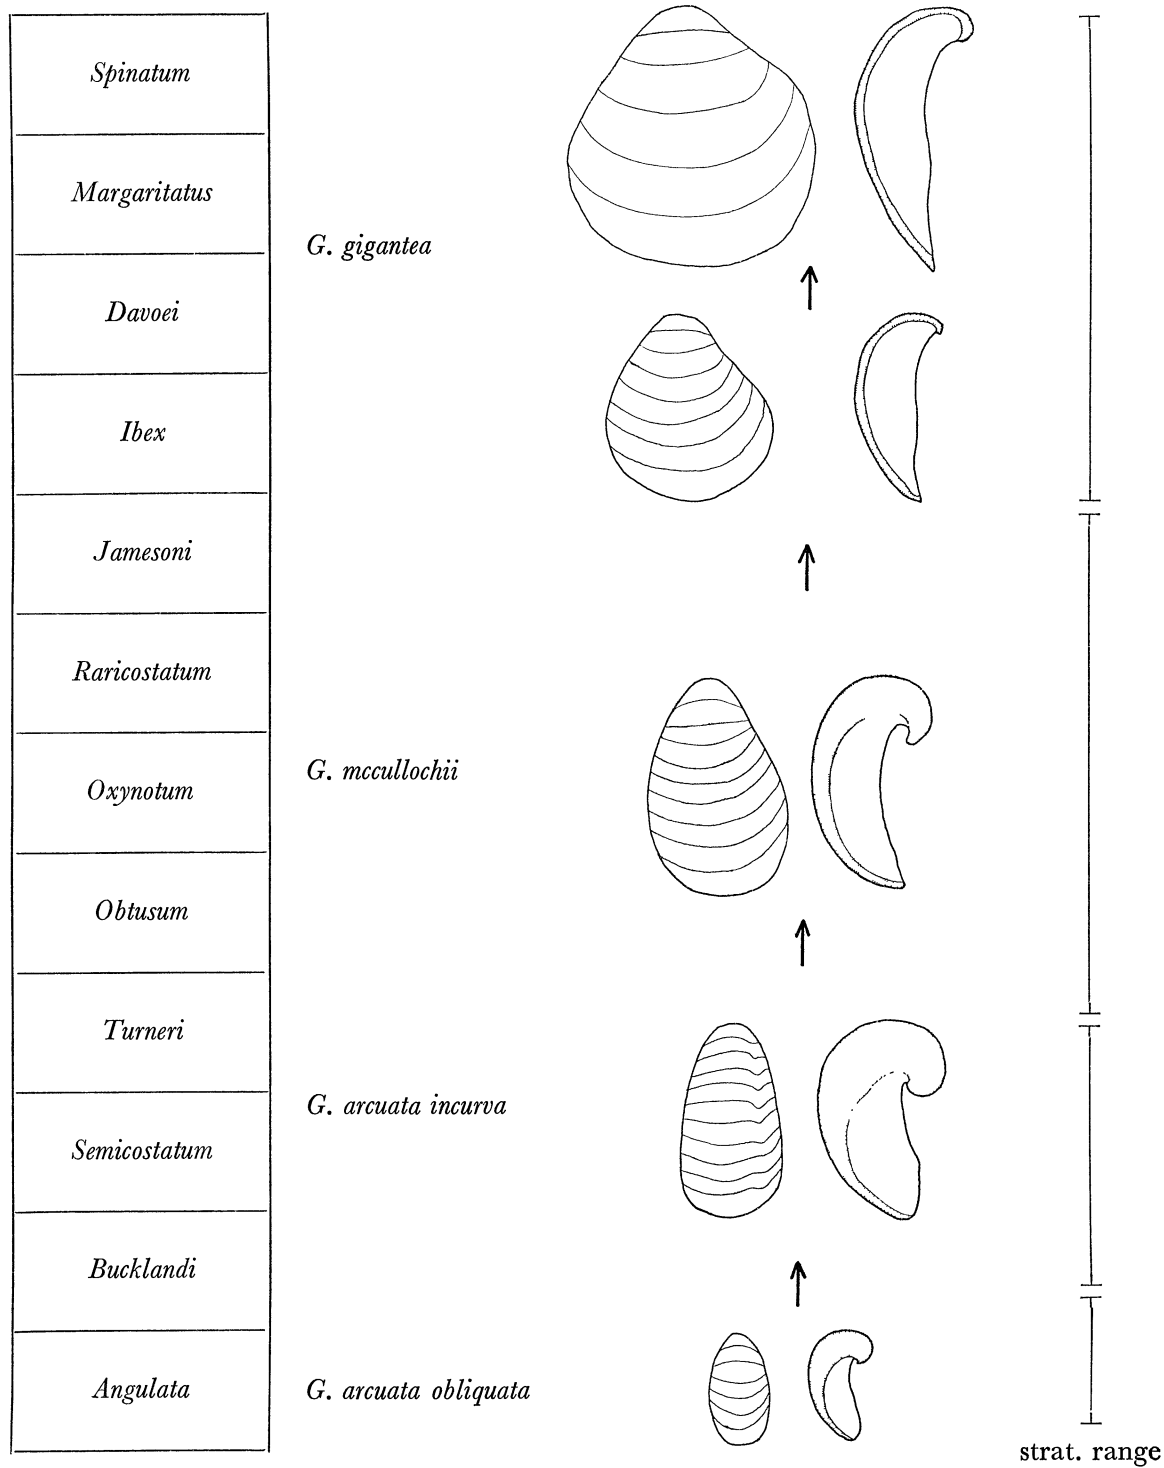 Spinatum
Margaritatus
G. gigantea
Davoei
Ibex
Jamesoni
Raricostatum
G. mccullochii
Oxynotum
Obtusum
Turneri
G. arcuata incurva
Semicostatum
Bucklandi
Angulata
G. arcuata obliquata
strat. range